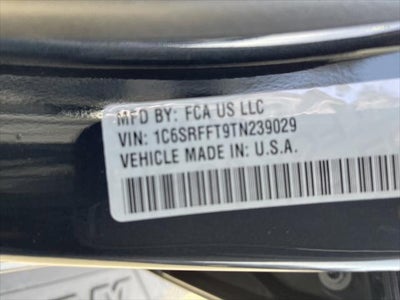 MFD BY: FCA US LLC
VIN: 1C6SRFFT9TN239029
VEHICLE MADE IN: U.S.A.